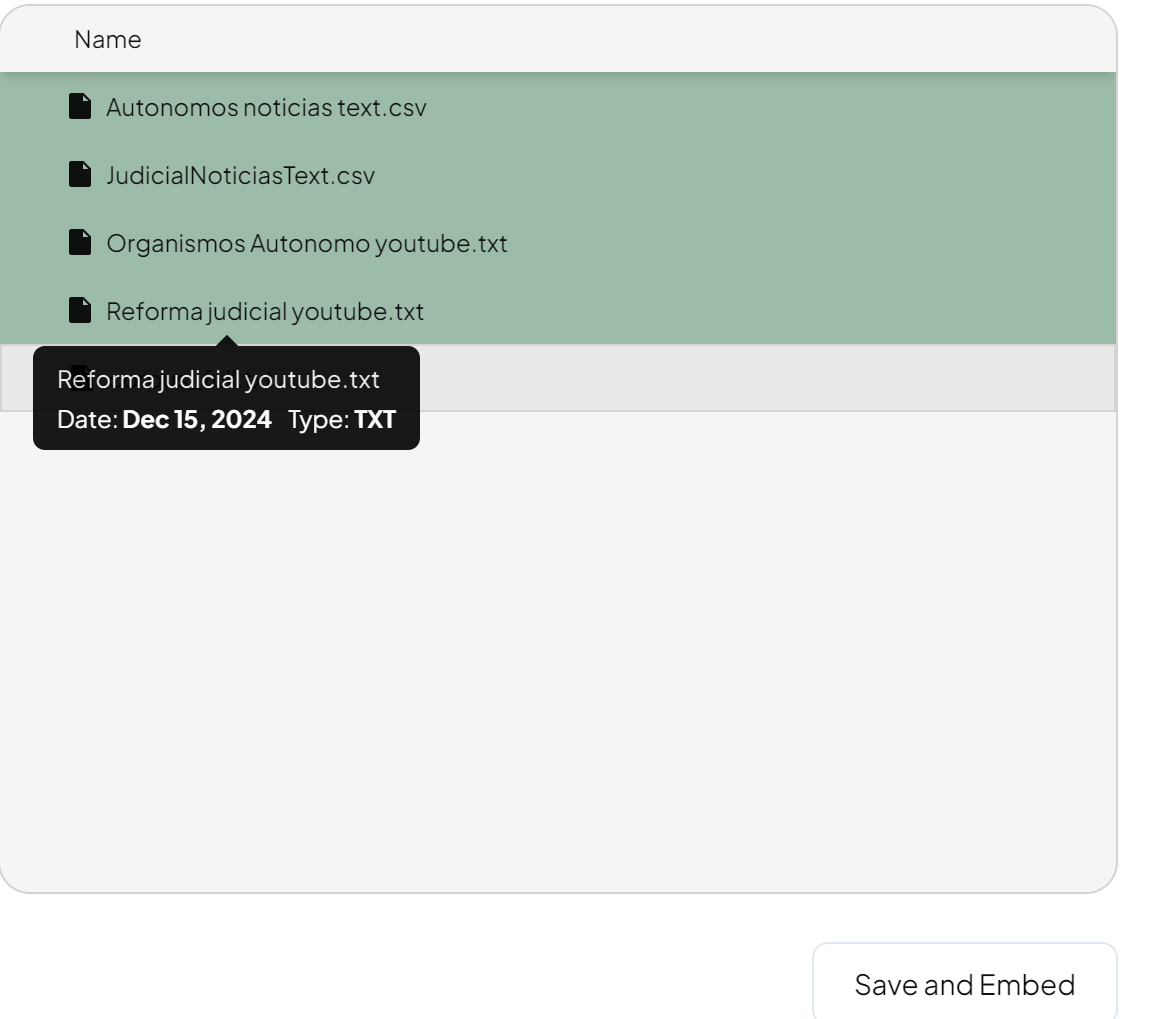 Name
Autonomos noticias text.csv
JudicialNoticiasText.csv
Organismos Autonomo youtube.txt
Reforma judicial youtube.txt
Reforma judicial youtube.txt
Date: Dec 15, 2024 Type: TXT
Save and Embed